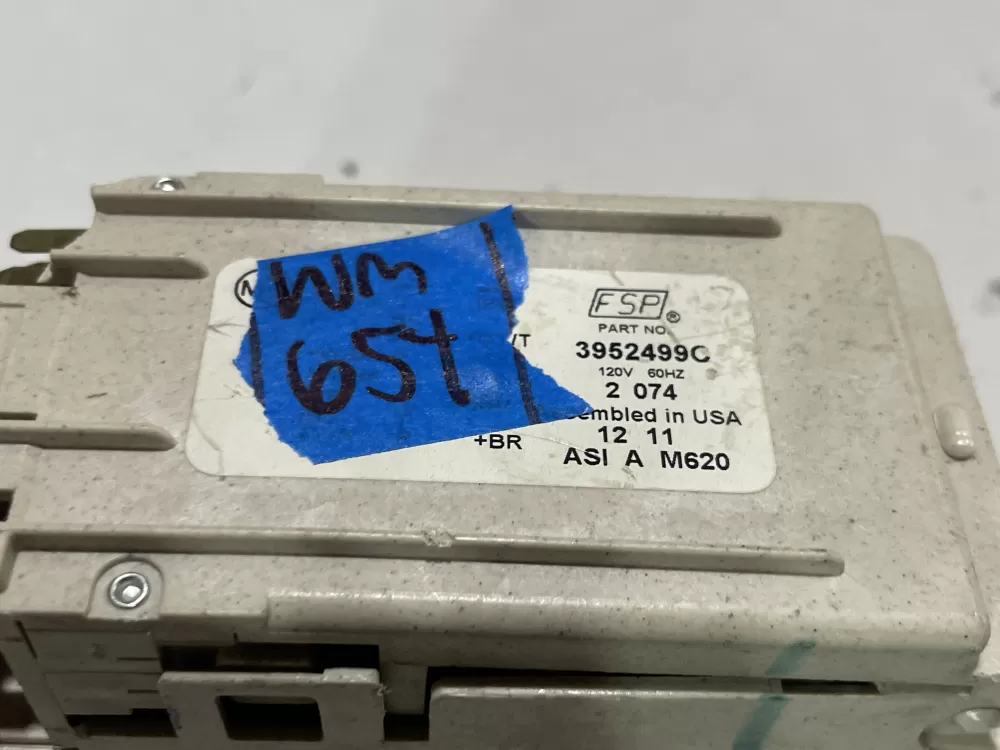 WM
654
FSP®
PART NO.
3952499C
120V 60HZ
2 074
embled in USA
12 11
+BR
ASI A M620